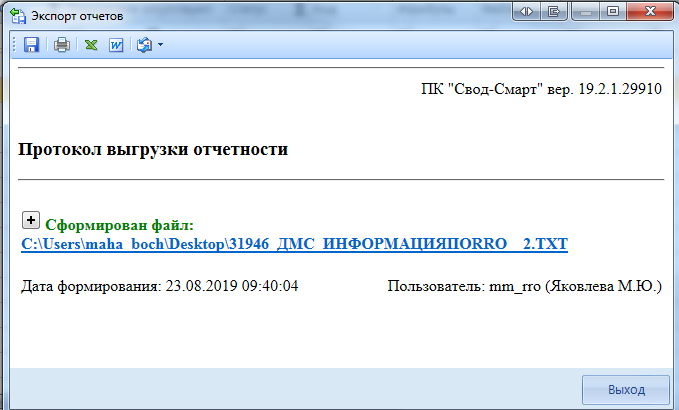 Экспорт отчетов
ПК "Свод-Смарт" вер. 19.2.1.29910
Протокол выгрузки отчетности
Сформирован файл:
C:\Users\maha_boch\Desktop\31946_ДМС_ИНФОРМАЦИЯПОRRO__2.TXT
Дата формирования: 23.08.2019 09:40:04 Пользователь: mm_rro (Яковлева М.Ю.)
Выход